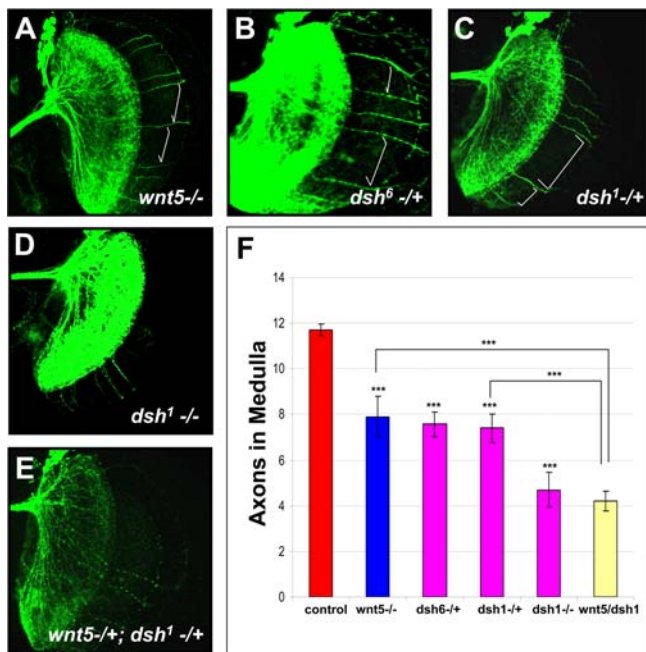 A
wnt5-/-
B
dsh⁶ -/+
C
dsh¹-/+
D
dsh¹ -/-
E
wnt5-/+; dsh¹ -/+
F
Axons in Medulla
14
12
10
8
6
4
2
0
***
***
***
***
***
***
control wnt5-/- dsh6-/+ dsh1-/+ dsh1-/- wnt5/dsh1